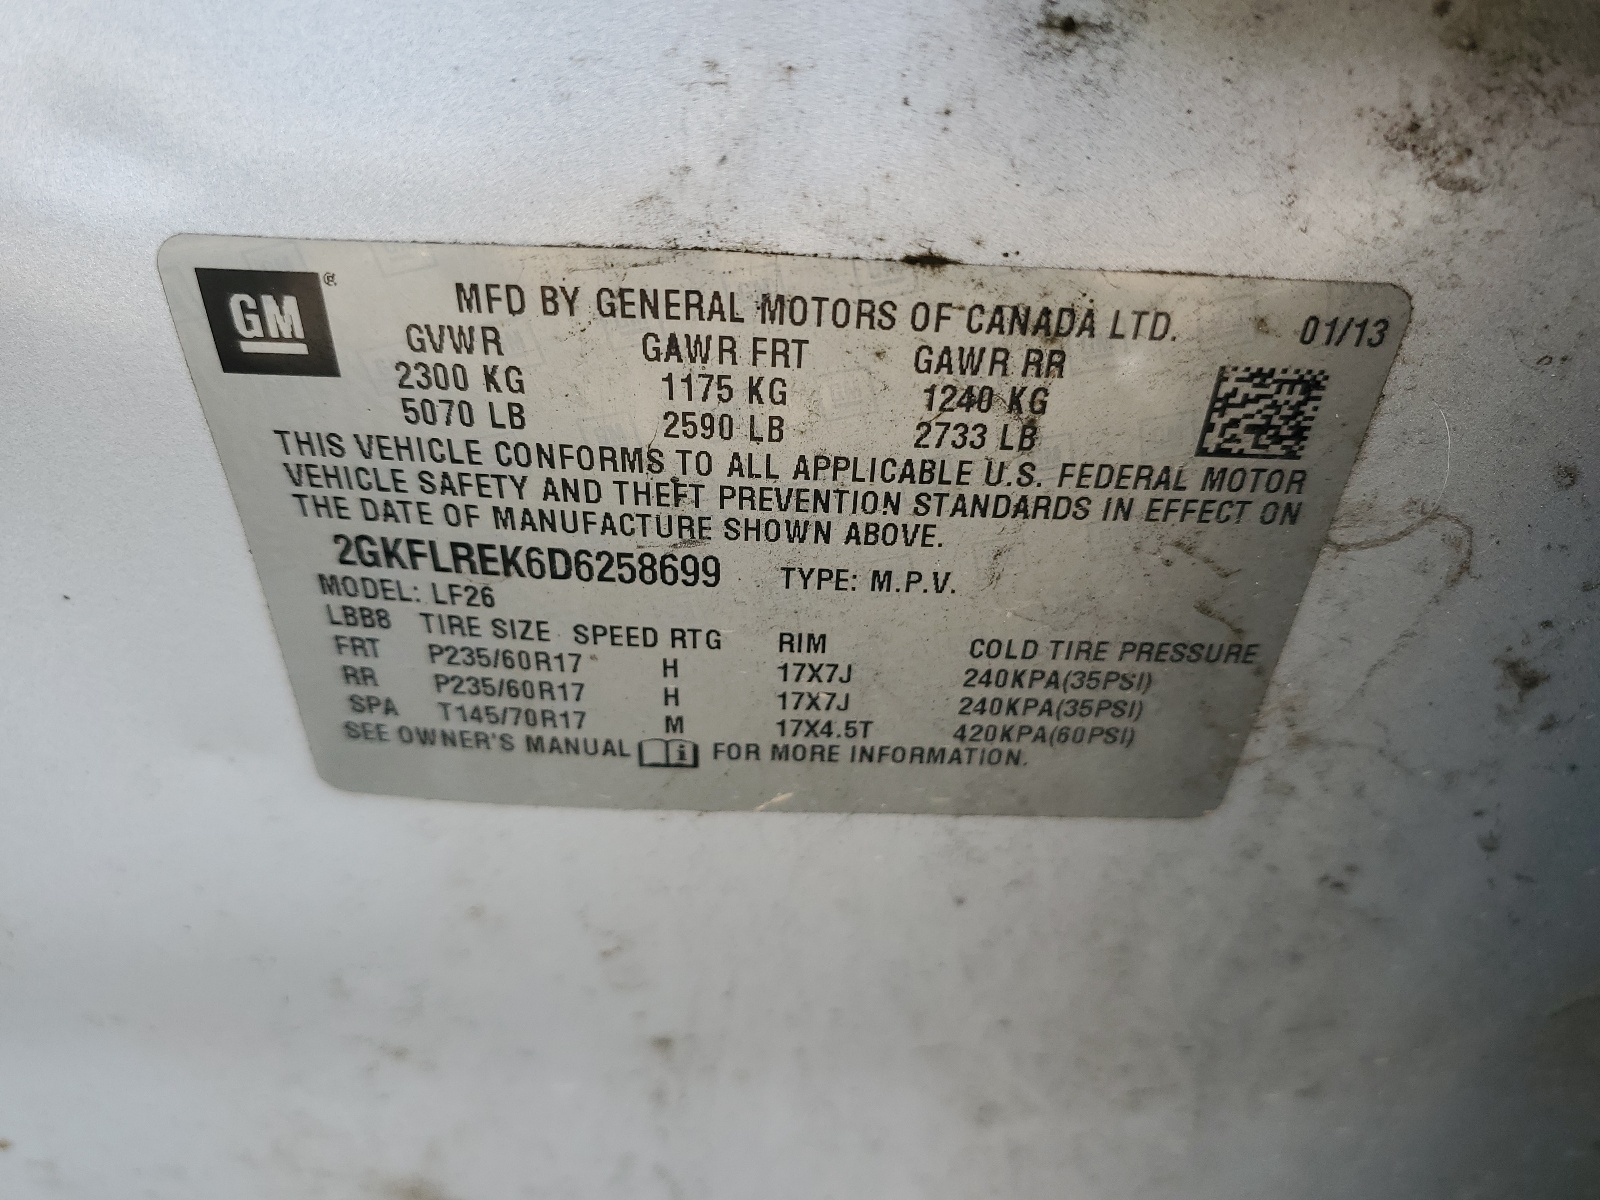 GM ®
MFD BY GENERAL MOTORS OF CANADA LTD. 01/13
GVWR GAWR FRT GAWR RR
2300 KG 1175 KG 1240 KG
5070 LB 2590 LB 2733 LB
THIS VEHICLE CONFORMS TO ALL APPLICABLE U.S. FEDERAL MOTOR
VEHICLE SAFETY AND THEFT PREVENTION STANDARDS IN EFFECT ON
THE DATE OF MANUFACTURE SHOWN ABOVE.
2GKFLREK6D6258699 TYPE: M.P.V.
MODEL: LF26
LBB8 TIRE SIZE SPEED RTG RIM COLD TIRE PRESSURE
FRT P235/60R17 H 17X7J 240KPA(35PSI)
RR P235/60R17 H 17X7J 240KPA(35PSI)
SPA T145/70R17 M 17X4.5T 420KPA(60PSI)
SEE OWNER'S MANUAL i FOR MORE INFORMATION.